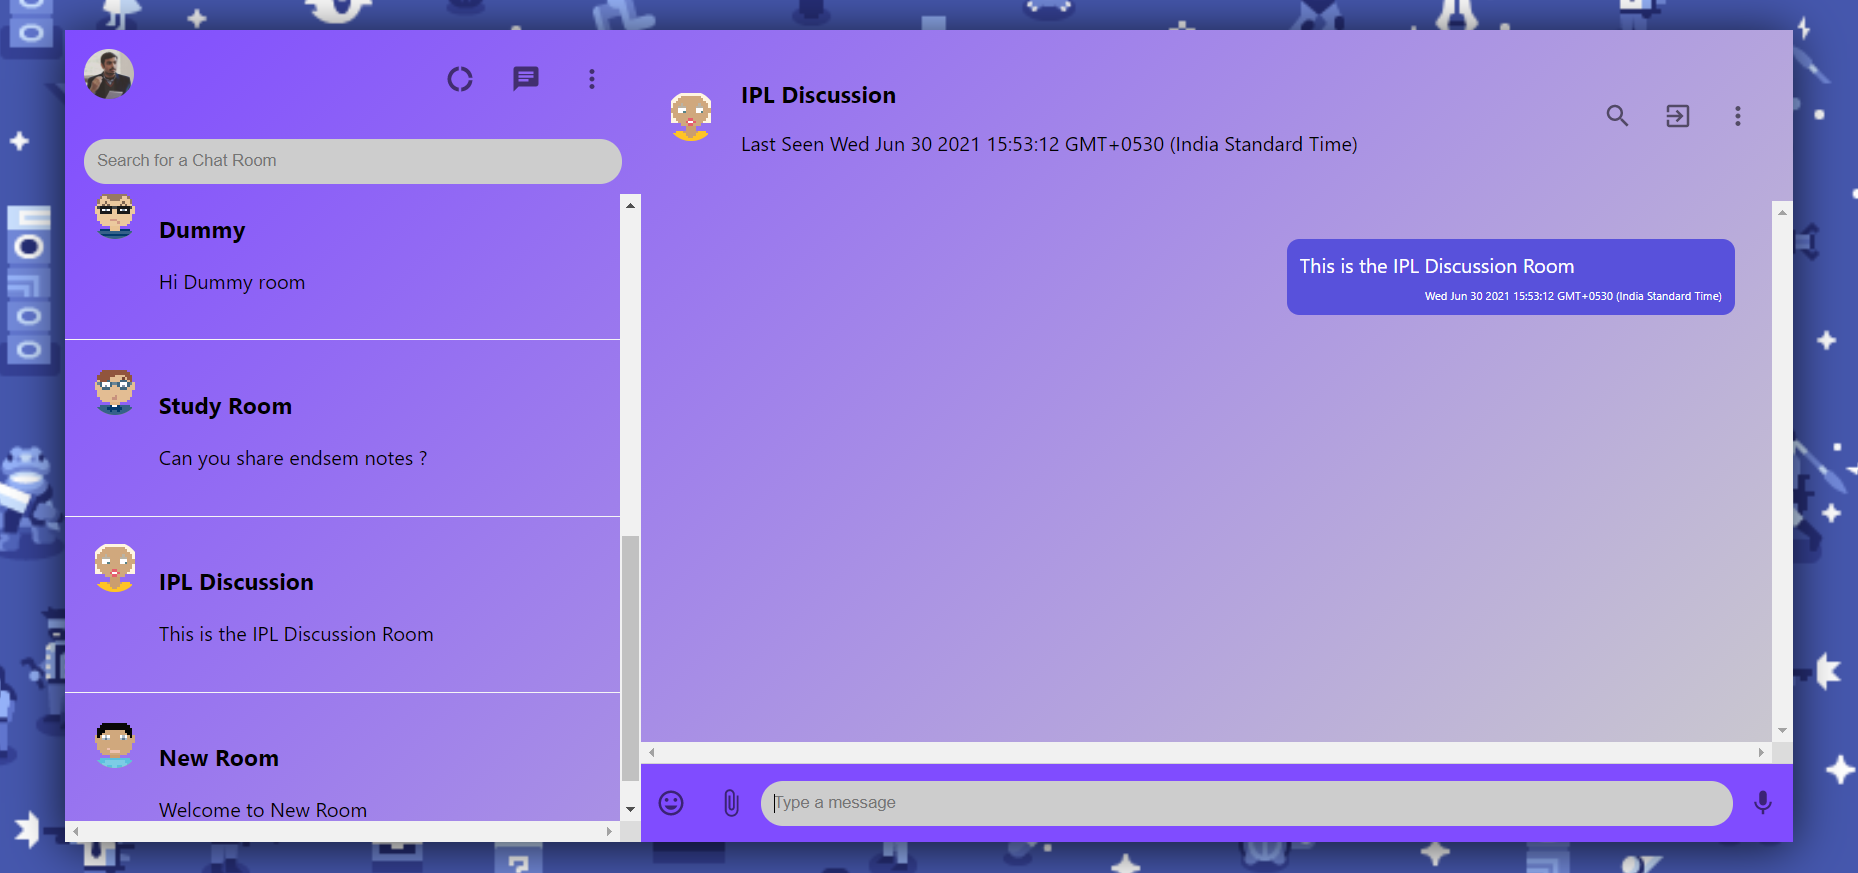 Search for a Chat Room
Dummy
Hi Dummy room
Study Room
Can you share endsem notes ?
IPL Discussion
This is the IPL Discussion Room
New Room
Welcome to New Room
IPL Discussion
Last Seen Wed Jun 30 2021 15:53:12 GMT+0530 (India Standard Time)
This is the IPL Discussion Room
Wed Jun 30 2021 15:53:12 GMT+0530 (India Standard Time)
Type a message